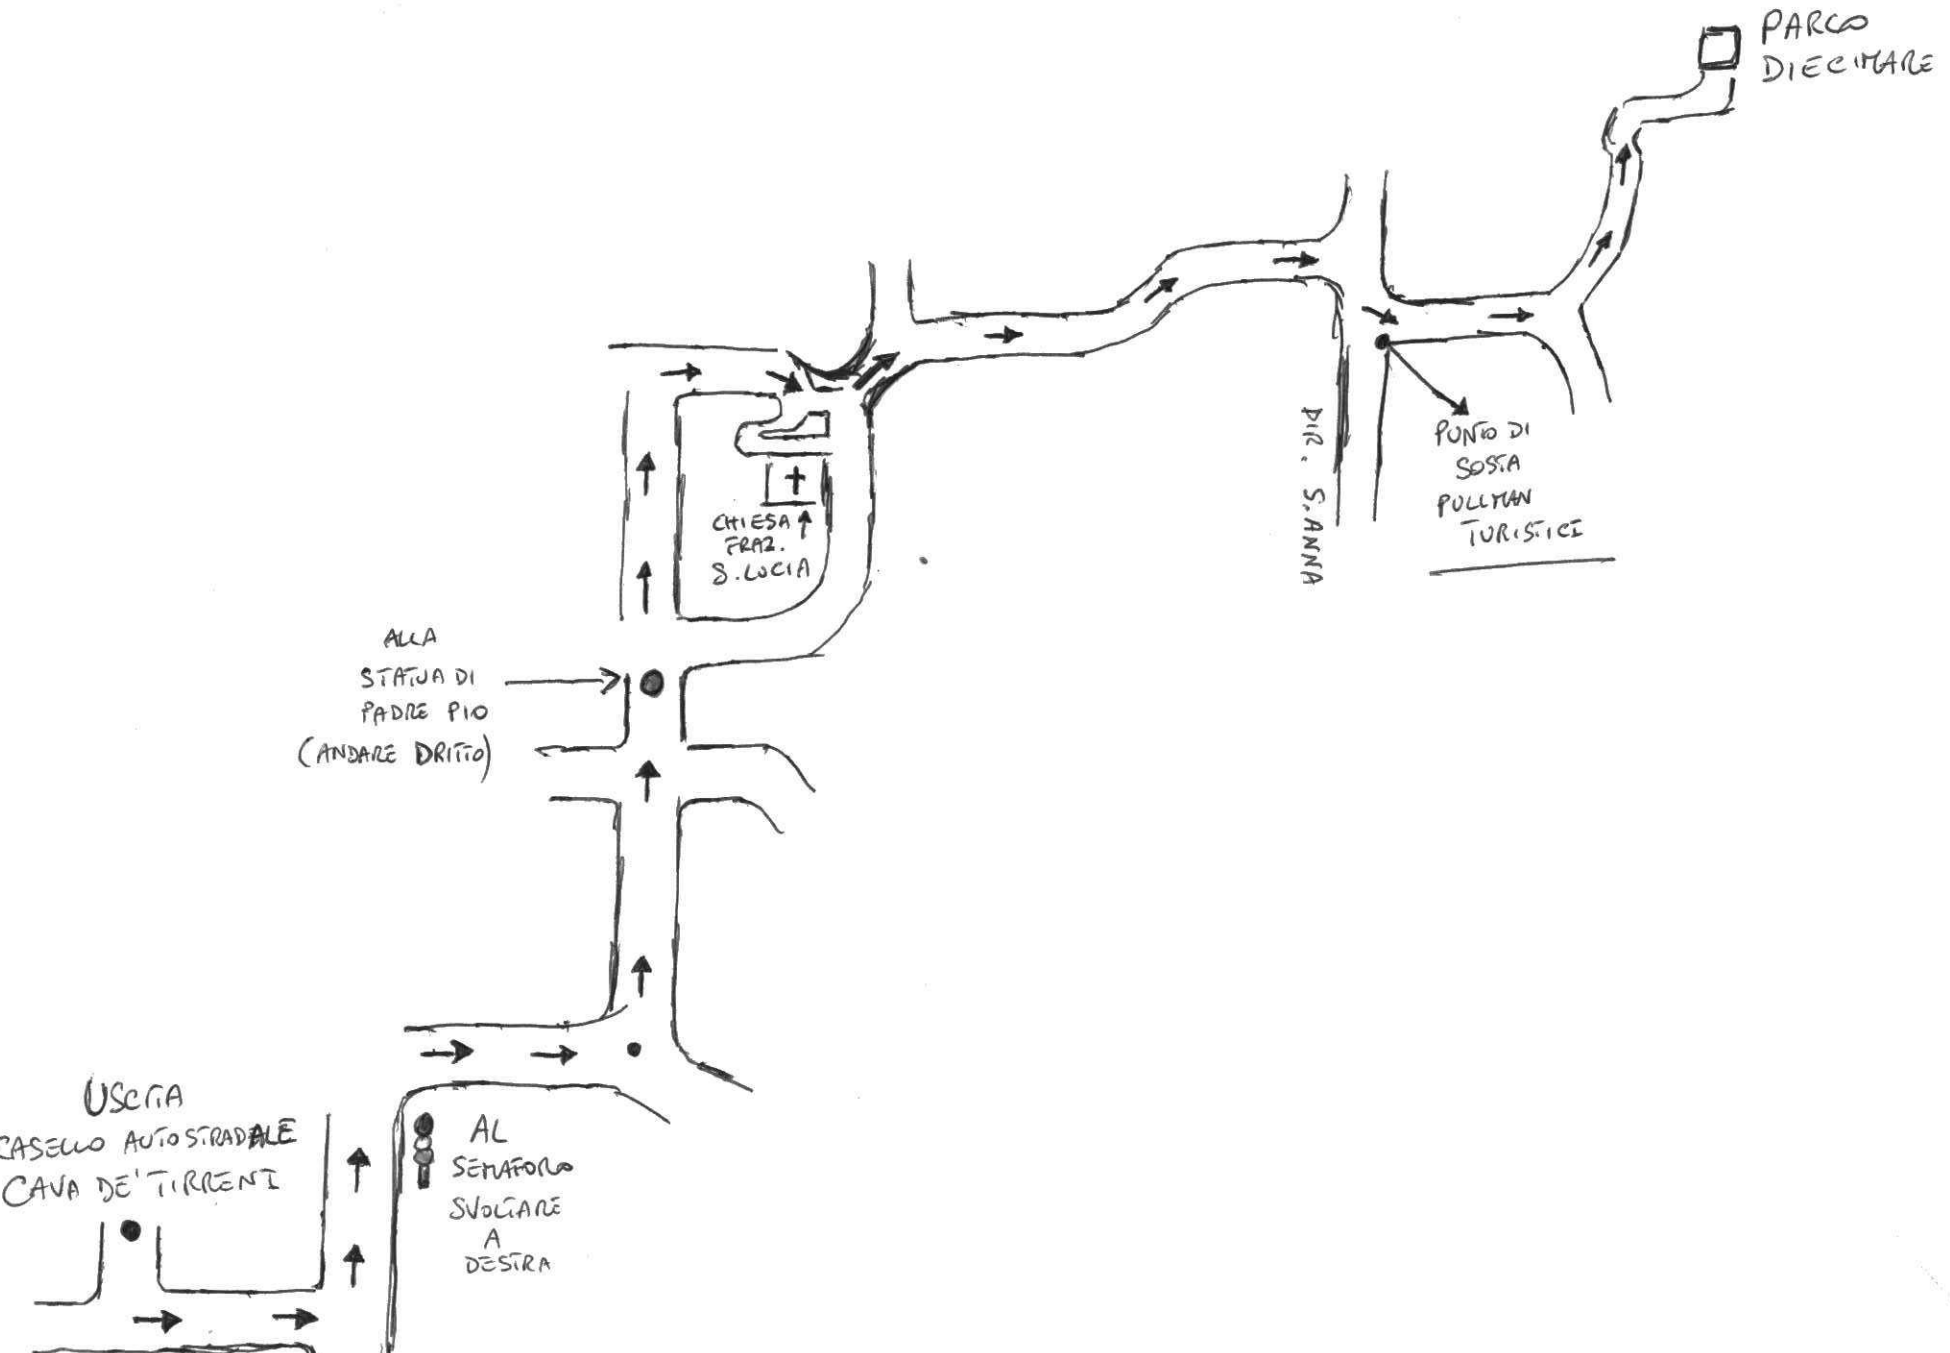 PARCO
DIECIMARE
DIR. S. ANNA
PUNTO DI
SOSTA
PULLMAN
TURISTICI
CHIESA
FRAZ.
S. LUCIA
ALLA
STATUA DI
PADRE PIO
(ANDARE DRITTO)
USCITA
CASELLO AUTOSTRADALE
CAVA DE' TIRRENI
AL
SEMAFORO
SVOLTARE
A
DESTRA